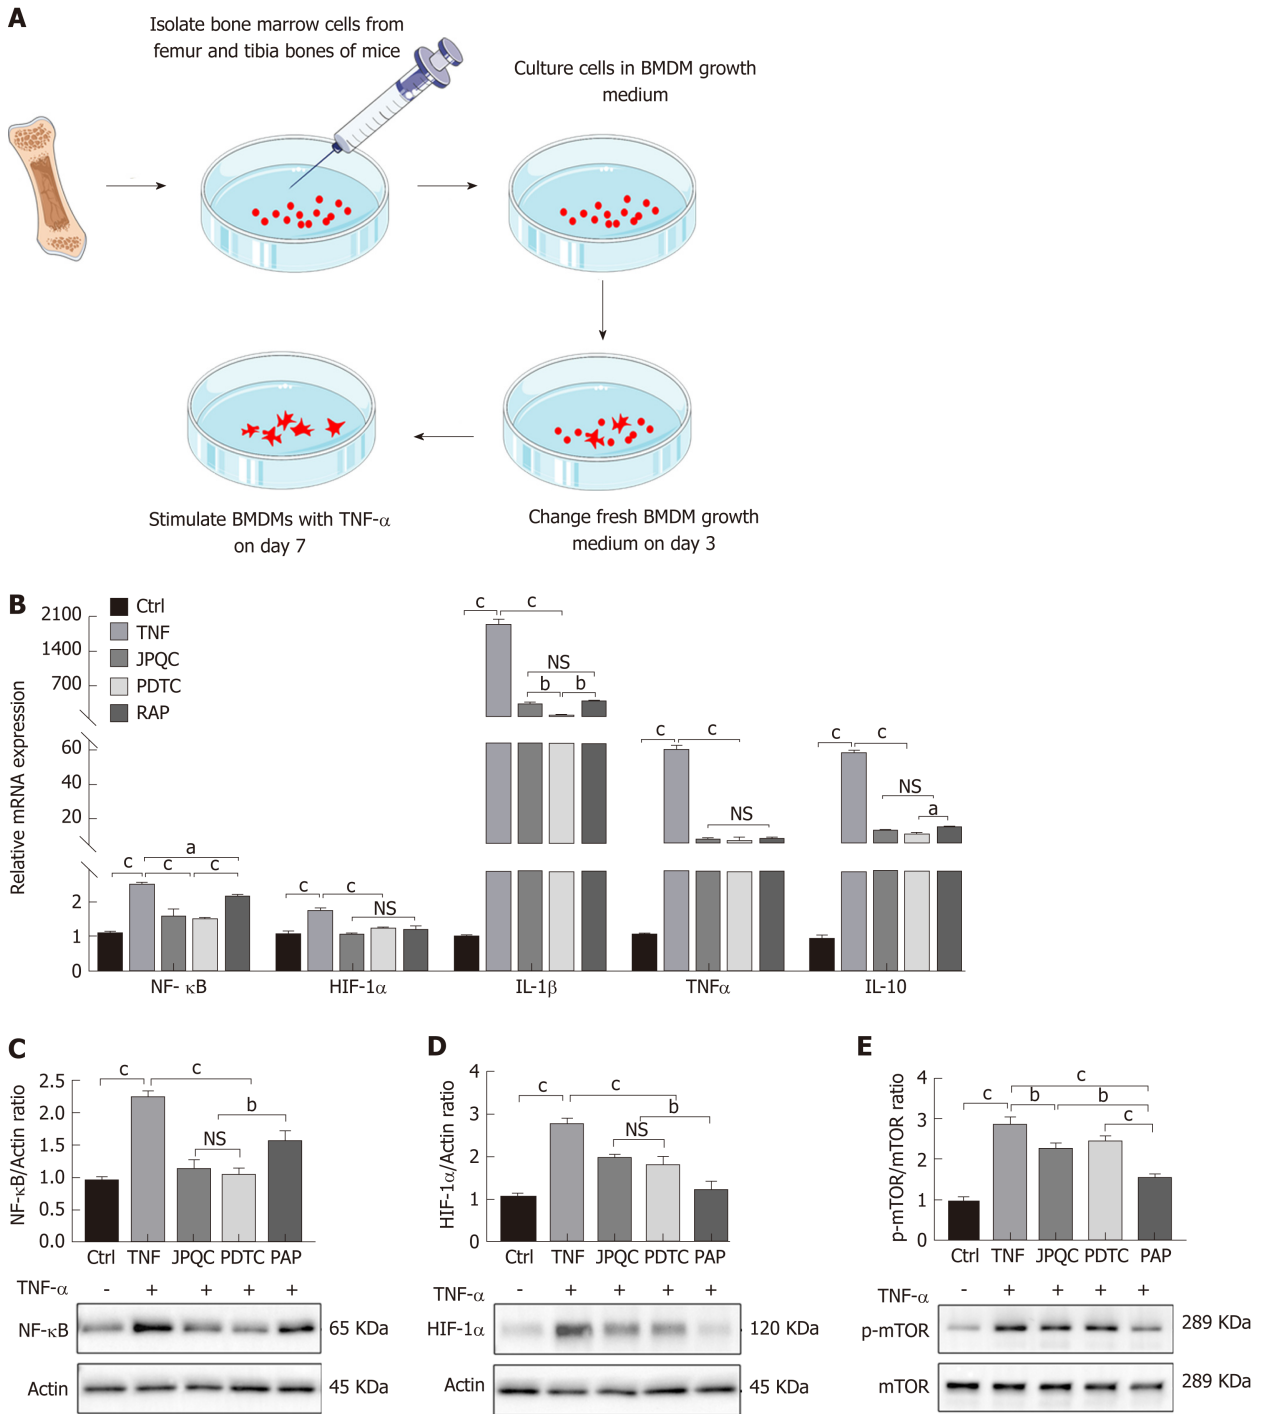 A
Isolate bone marrow cells from
femur and tibia bones of mice
Culture cells in BMDM growth
medium
Stimulate BMDMs with TNF-α
on day 7
Change fresh BMDM growth
medium on day 3
B
Relative mRNA expression
2100
1400
700
60
40
20
2
1
0
Ctrl
TNF
JPQC
PDTC
RAP
c c c a c
c c NS
c c NS b b
c c NS
c c NS a
NF- κB HIF-1α IL-1β TNFα IL-10
C
NF-κB/Actin ratio
2.5
2.0
1.5
1.0
0.5
0.0
c c b NS
Ctrl TNF JPQC PDTC PAP
TNF-α - + + + +
NF-κB 65 KDa
Actin 45 KDa
D
HIF-1α/Actin ratio
4
3
2
1
0
c c b NS
Ctrl TNF JPQC PDTC PAP
TNF-α - + + + +
HIF-1α 120 KDa
Actin 45 KDa
E
p-mTOR/mTOR ratio
4
3
2
1
0
c c b b c
Ctrl TNF JPQC PDTC PAP
TNF-α - + + + +
p-mTOR 289 KDa
mTOR 289 KDa